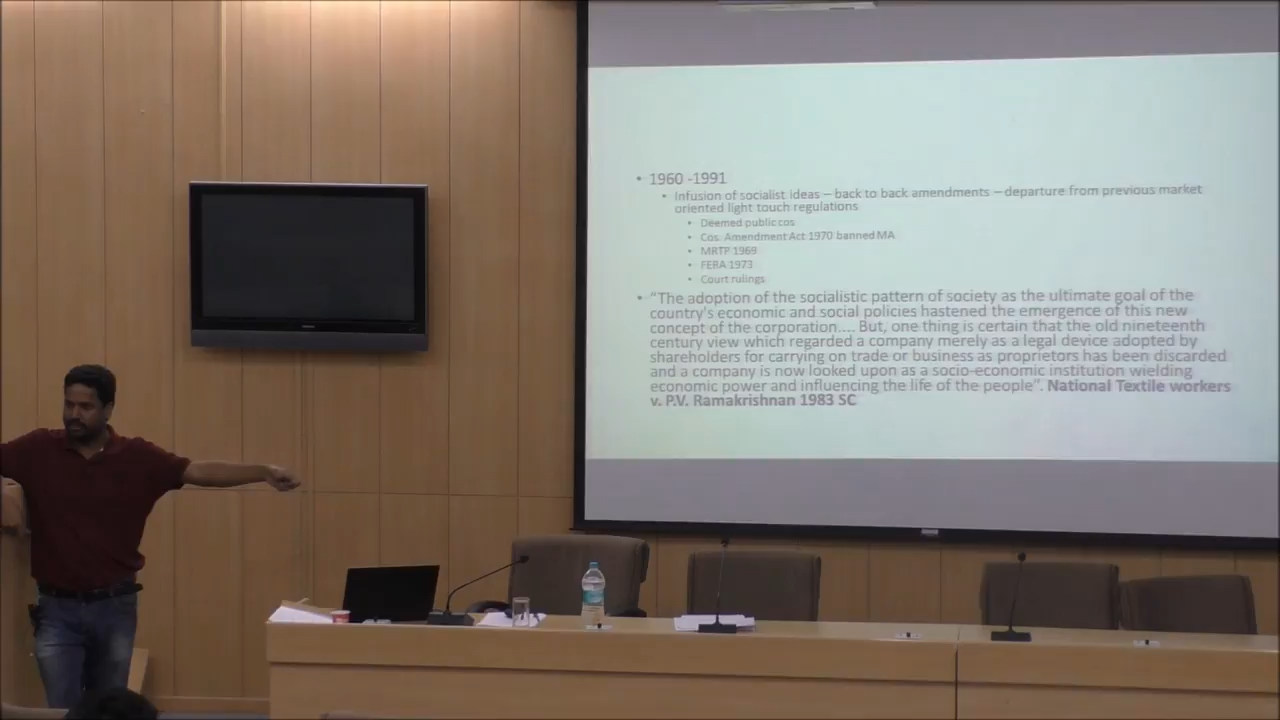 • 1960 -1991
• Infusion of socialist ideas – back to back amendments – departure from previous market
oriented light touch regulations
• Deemed public cos
• Cos. Amendment Act 1970 banned MA
• MRTP 1969
• FERA 1973
• Court rulings
• “The adoption of the socialistic pattern of society as the ultimate goal of the
country's economic and social policies hastened the emergence of this new
concept of the corporation.... But, one thing is certain that the old nineteenth
century view which regarded a company merely as a legal device adopted by
shareholders for carrying on trade or business as proprietors has been discarded
and a company is now looked upon as a socio-economic institution wielding
economic power and influencing the life of the people”. National Textile workers
v. P.V. Ramakrishnan 1983 SC